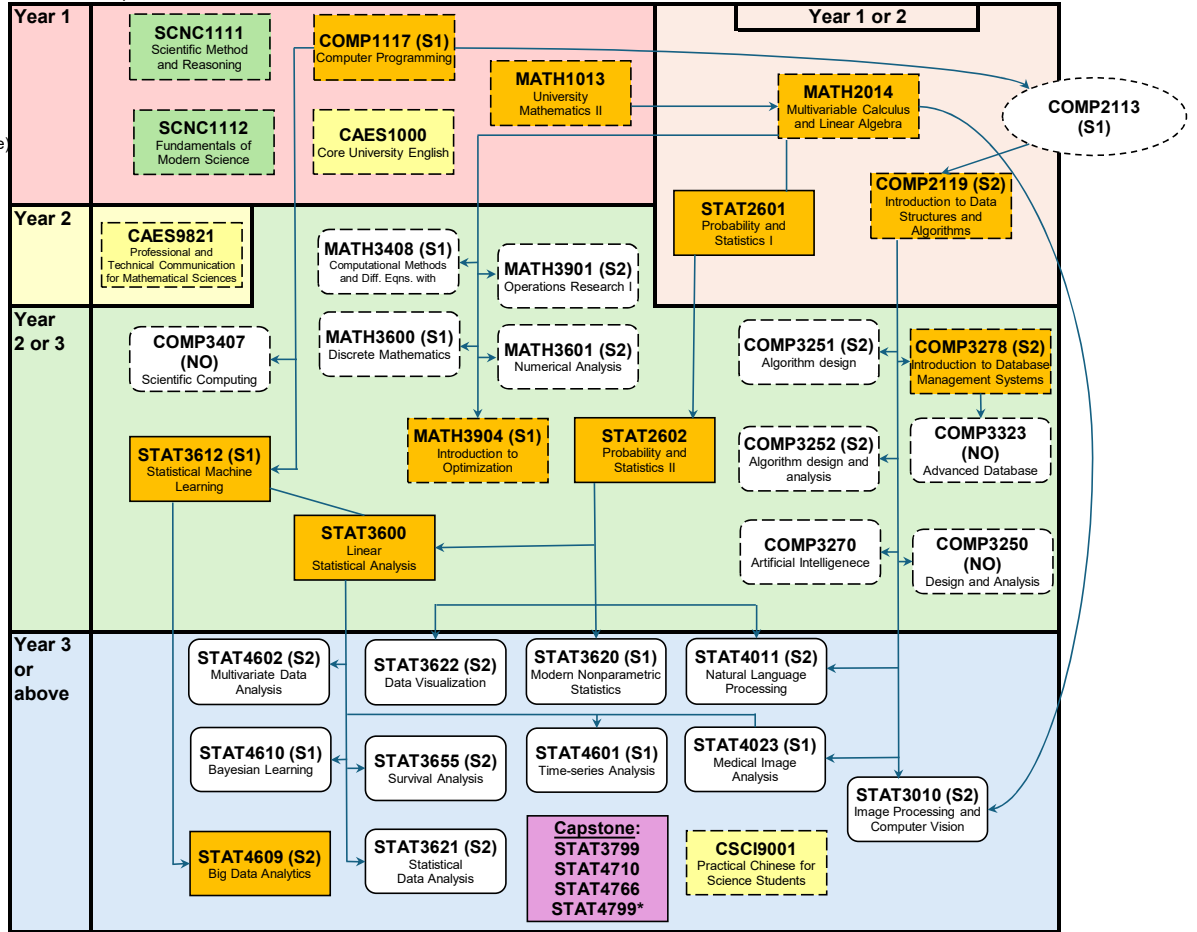 Year 1
Year 1 or 2
SCNC1111
Scientific Method
and Reasoning
COMP1117 (S1)
Computer Programming
MATH1013
University
Mathematics II
MATH2014
Multivariable Calculus
and Linear Algebra
COMP2113
(S1)
e)
SCNC1112
Fundamentals of
Modern Science
CAES1000
Core University English
COMP2119 (S2)
Introduction to Data
Structures and
Algorithms
STAT2601
Probability and
Statistics I
Year 2
CAES9821
Professional and
Technical Communication
for Mathematical Sciences
MATH3408 (S1)
Computational Methods
and Diff. Eqns. with
MATH3901 (S2)
Operations Research I
Year
2 or 3
COMP3407
(NO)
Scientific Computing
MATH3600 (S1)
Discrete Mathematics
MATH3601 (S2)
Numerical Analysis
COMP3251 (S2)
Algorithm design
COMP3278 (S2)
Introduction to Database
Management Systems
STAT3612 (S1)
Statistical Machine
Learning
MATH3904 (S1)
Introduction to
Optimization
STAT2602
Probability and
Statistics II
COMP3252 (S2)
Algorithm design and
analysis
COMP3323
(NO)
Advanced Database
STAT3600
Linear
Statistical Analysis
COMP3270
Artificial Intelligenece
COMP3250
(NO)
Design and Analysis
Year 3
or
above
STAT4602 (S2)
Multivariate Data
Analysis
STAT3622 (S2)
Data Visualization
STAT3620 (S1)
Modern Nonparametric
Statistics
STAT4011 (S2)
Natural Language
Processing
STAT4610 (S1)
Bayesian Learning
STAT3655 (S2)
Survival Analysis
STAT4601 (S1)
Time-series Analysis
STAT4023 (S1)
Medical Image
Analysis
STAT3010 (S2)
Image Processing and
Computer Vision
STAT4609 (S2)
Big Data Analytics
STAT3621 (S2)
Statistical
Data Analysis
Capstone:
STAT3799
STAT4710
STAT4766
STAT4799*
CSCI9001
Practical Chinese for
Science Students